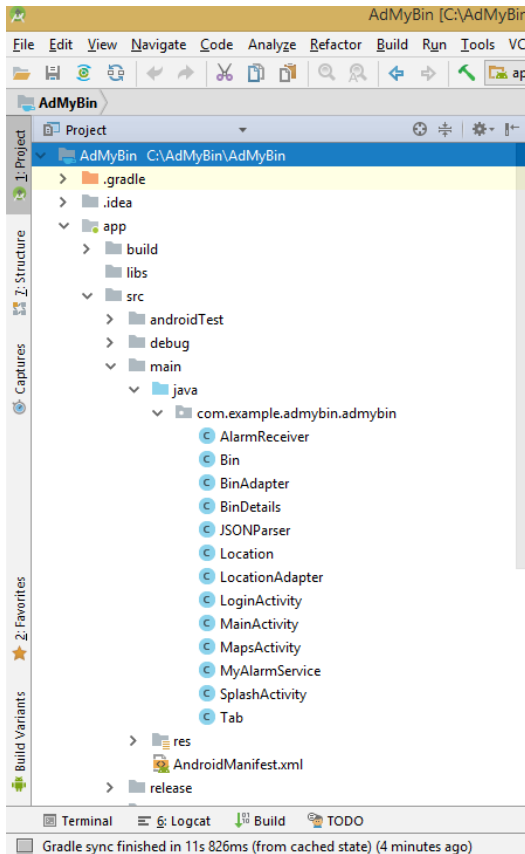 AdMyBin [C:\AdMyBin
File Edit View Navigate Code Analyze Refactor Build Run Tools VC
ap
AdMyBin
Project
AdMyBin C:\AdMyBin\AdMyBin
.gradle
.idea
app
build
libs
src
androidTest
debug
main
java
com.example.admybin.admybin
AlarmReceiver
Bin
BinAdapter
BinDetails
JSONParser
Location
LocationAdapter
LoginActivity
MainActivity
MapsActivity
MyAlarmService
SplashActivity
Tab
res
AndroidManifest.xml
release
1: Project
7: Structure
Captures
2: Favorites
Build Variants
Terminal 6: Logcat Build TODO
Gradle sync finished in 11s 826ms (from cached state) (4 minutes ago)